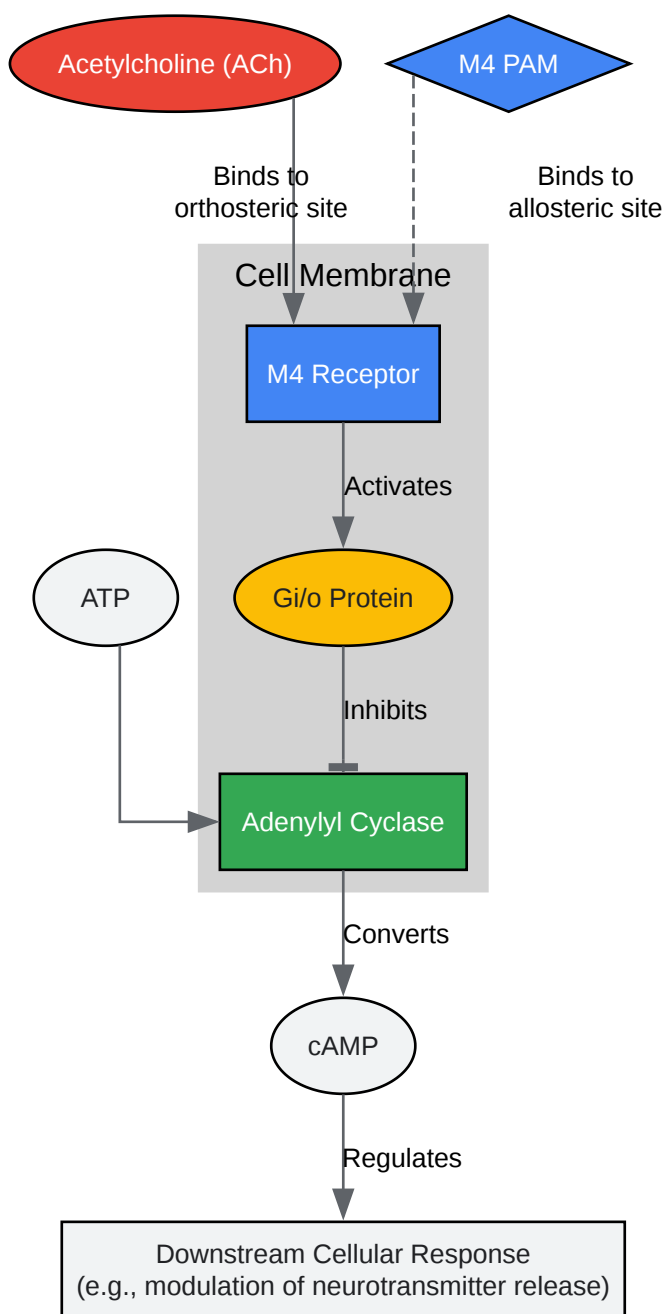 Acetylcholine (ACh)
M4 PAM
Binds to
orthosteric site
Binds to
allosteric site
Cell Membrane
M4 Receptor
Activates
ATP
Gi/o Protein
Inhibits
Adenylyl Cyclase
Converts
cAMP
Regulates
Downstream Cellular Response
(e.g., modulation of neurotransmitter release)